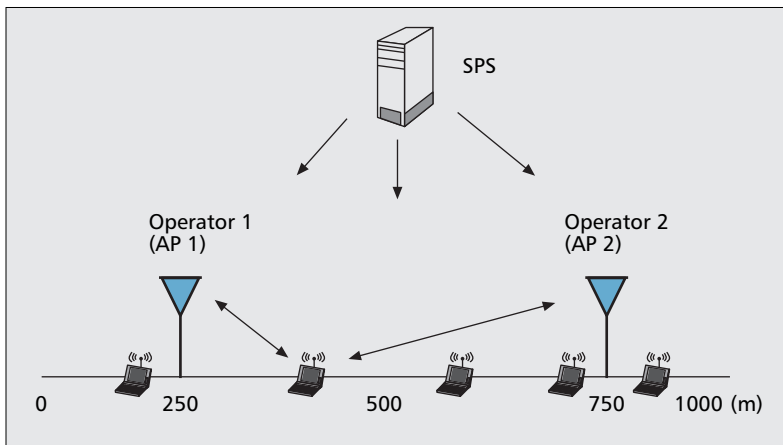 SPS
Operator 1
(AP 1)
Operator 2
(AP 2)
0 250 500 750 1000 (m)